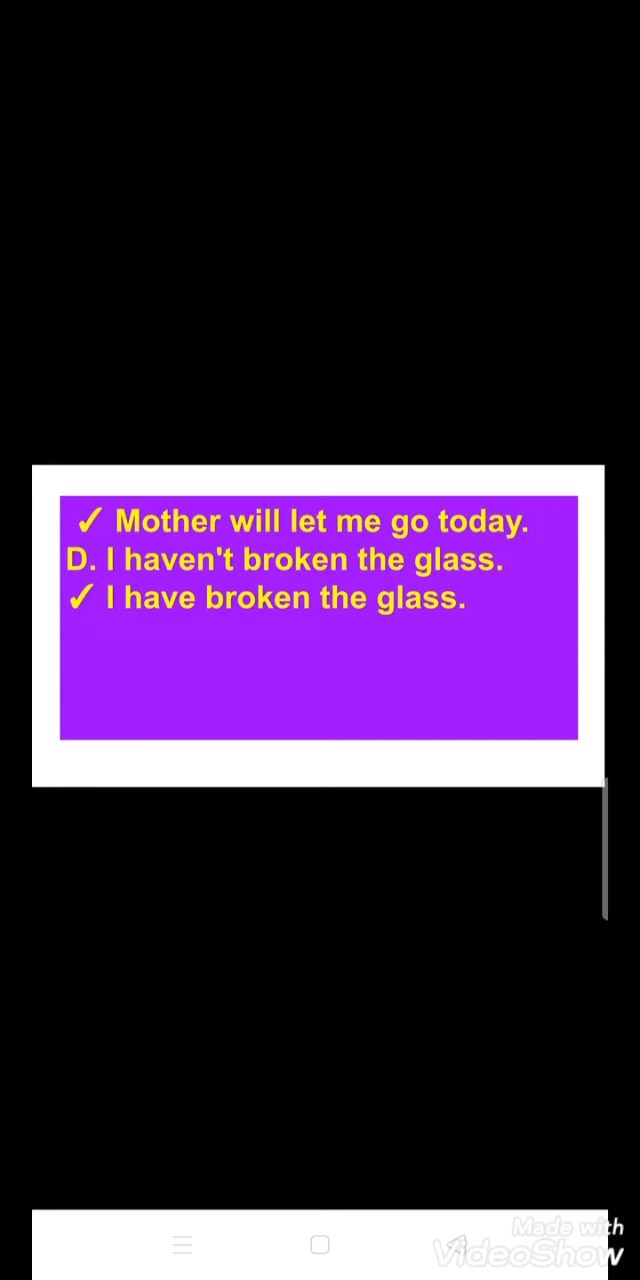 ✓ Mother will let me go today.
D. I haven't broken the glass.
✓ I have broken the glass.
Made with
VideoShow